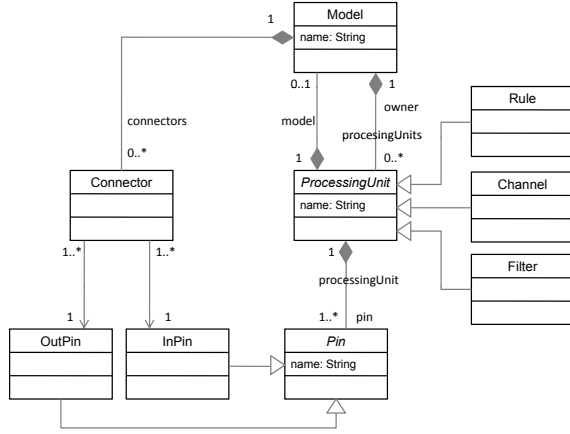 Model
1
name: String
0..1
1
owner
connectors
model
procesingUnits
Rule
0..*
1
0..*
Connector
ProcessingUnit
Channel
name: String
1..*
1..*
1
Filter
processingUnit
1
1
1..*
pin
OutPin
InPin
Pin
name: String